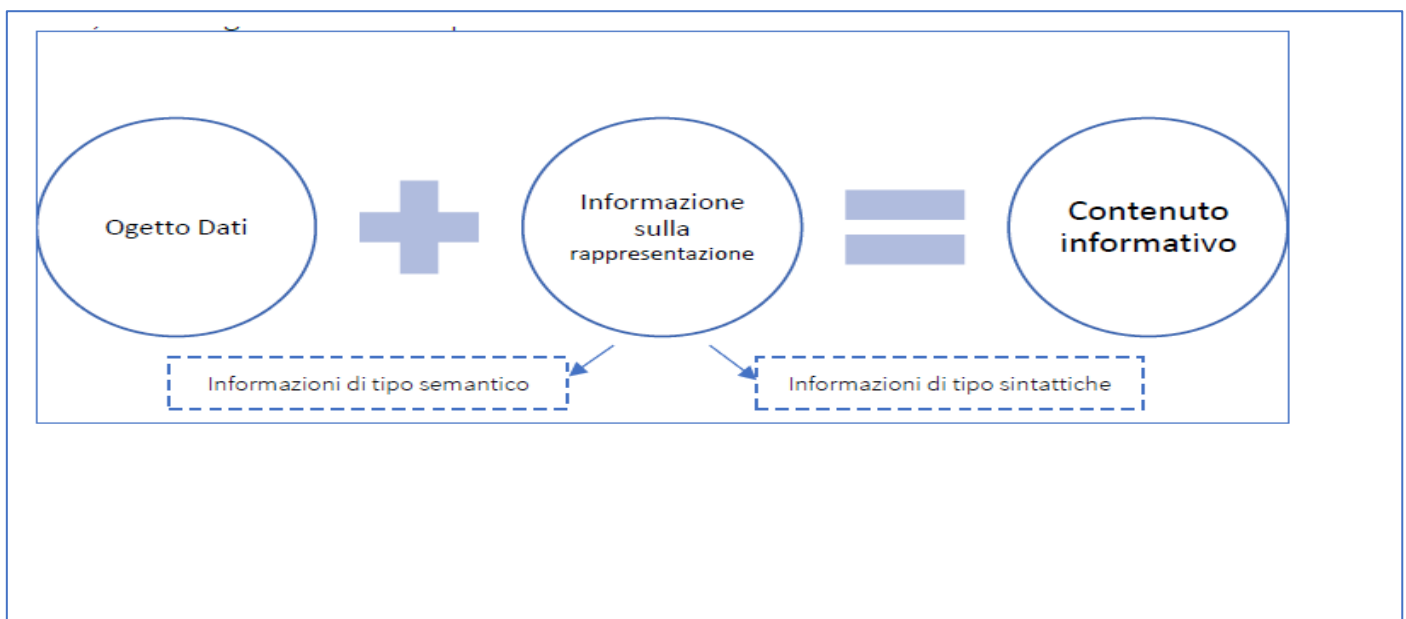 Ogetto Dati
Informazione
sulla
rappresentazione
Contenuto
informativo
Informazioni di tipo semantico
Informazioni di tipo sintattiche